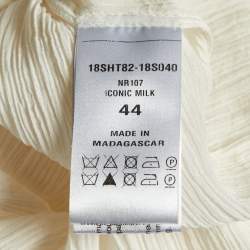 18SHT82-18S040
NR107
ICONIC MILK
44
MADE IN
MADAGASCAR